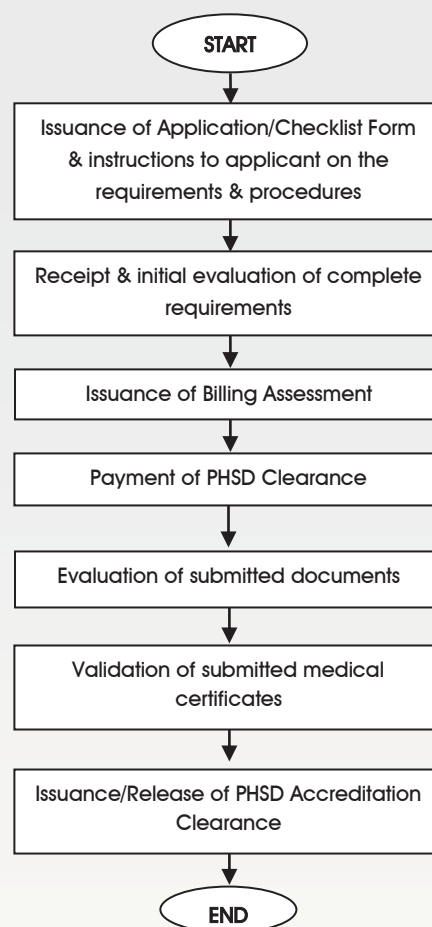 START
Issuance of Application/Checklist Form
& instructions to applicant on the
requirements & procedures
Receipt & initial evaluation of complete
requirements
Issuance of Billing Assessment
Payment of PHSD Clearance
Evaluation of submitted documents
Validation of submitted medical
certificates
Issuance/Release of PHSD Accreditation
Clearance
END